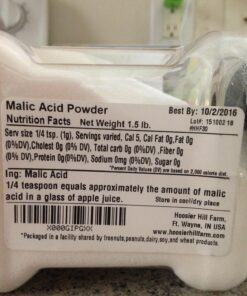 Malic Acid Powder
Best By: 10/2/2016
Nutrition Facts Net Weight 1.5 lb.
Lot#: 151002 18
#HHF30
Serv size 1/4 tsp. (1g), Servings varied, Cal 5, Cal Fat 0g, Fat 0g
(0%DV), Cholest 0g (0% DV), Total carb 0g (0%DV), Fiber 0g
(0%DV), Protein 0g(0%DV), Sodium 0mg (0%DV), Sugar 0g
*Percent Daily Values (DV) are based on 2,000 calorie diet.
Ing: Malic Acid
1/4 teaspoon equals approximately the amount of malic
acid in a glass of apple juice.
Store in cool/dry place
X000GIPGXX
Hoosier Hill Farm,
Ft. Wayne, IN USA
www.hoosierhillfarm.com
*Packaged in a facility shared by treenuts,peanuts,dairy,soy,and wheat products.